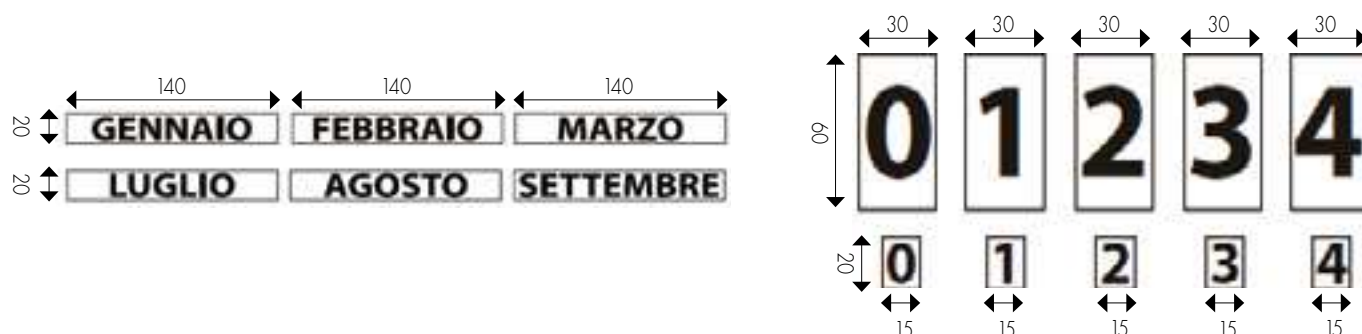 140 140 140
20 GENNAIO FEBBRAIO MARZO
20 LUGLIO AGOSTO SETTEMBRE
30 30 30 30 30
60 0 1 2 3 4
20 0 1 2 3 4
15 15 15 15 15